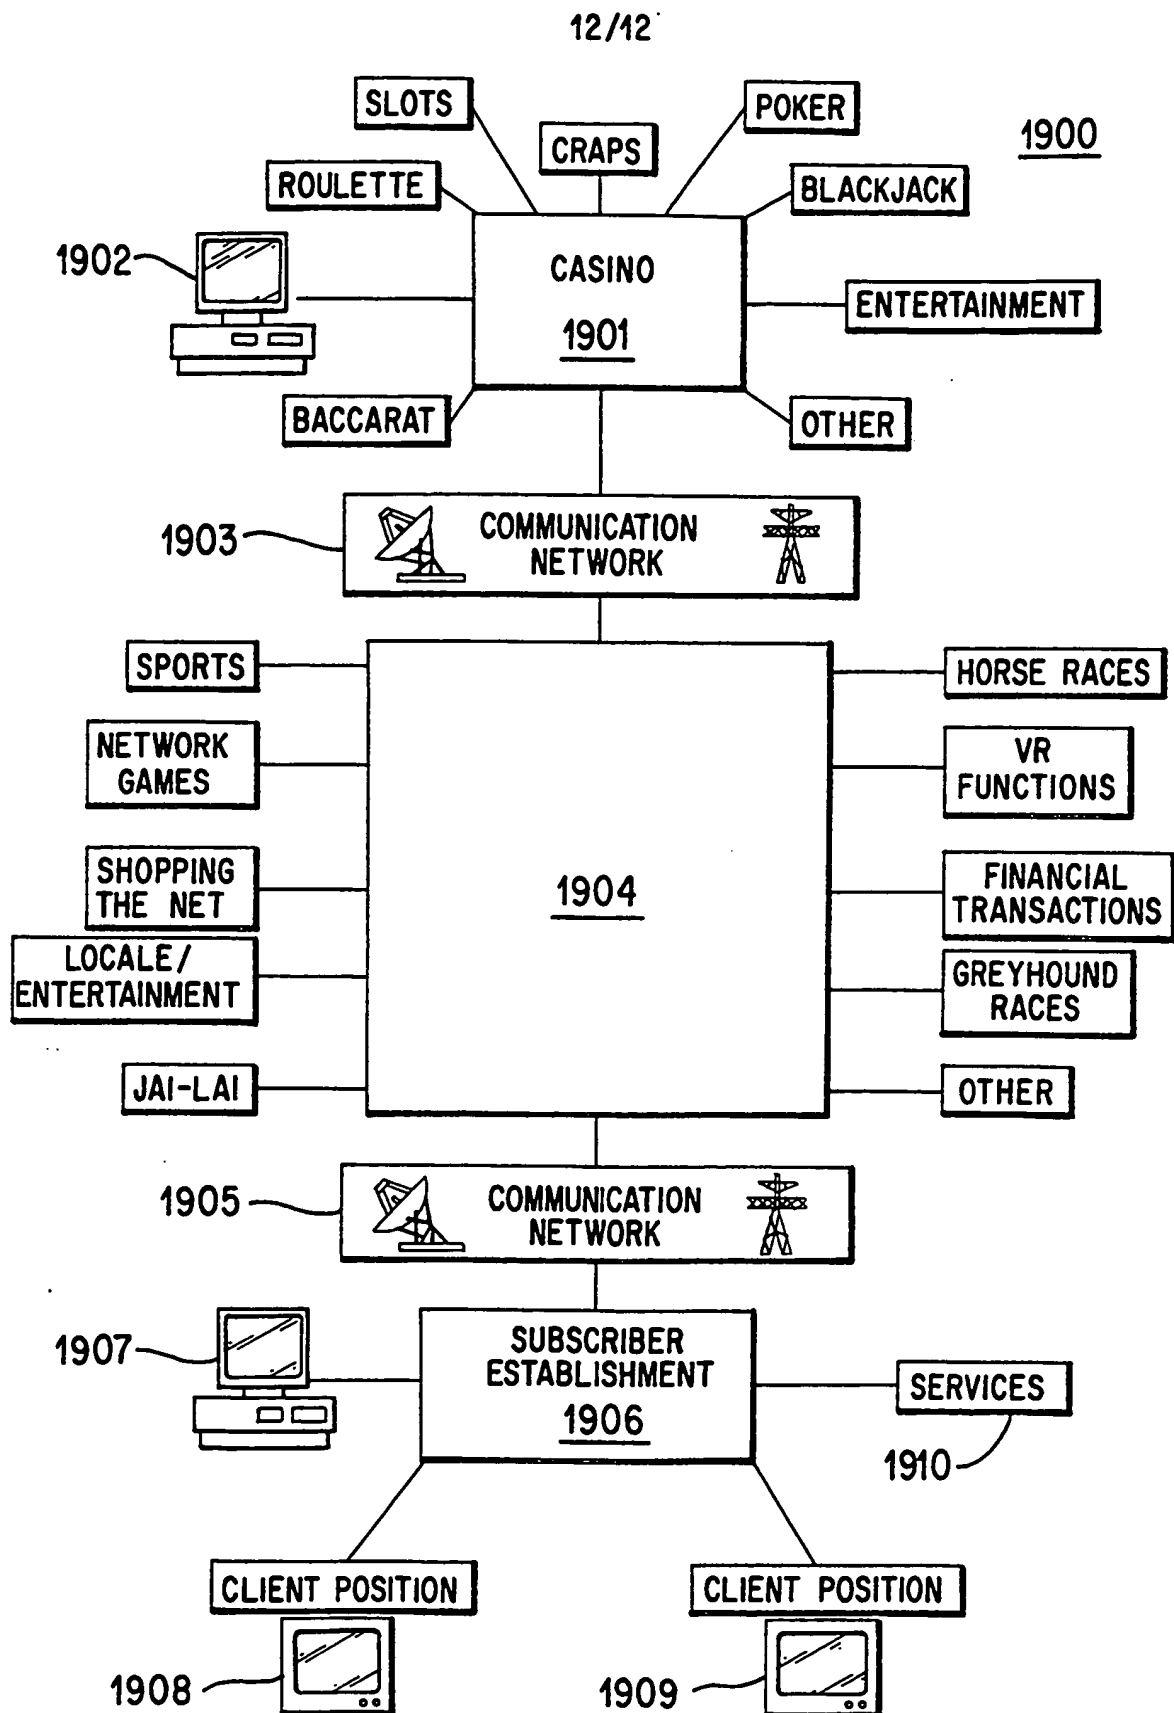 12/12
SLOTS
POKER
CRAPS
1900
ROULETTE
BLACKJACK
1902
CASINO
1901
ENTERTAINMENT
BACCARAT
OTHER
1903
COMMUNICATION
NETWORK
SPORTS
HORSE RACES
NETWORK
GAMES
VR
FUNCTIONS
SHOPPING
THE NET
1904
FINANCIAL
TRANSACTIONS
LOCALE/
ENTERTAINMENT
GREYHOUND
RACES
JAI-LAI
OTHER
1905
COMMUNICATION
NETWORK
1907
SUBSCRIBER
ESTABLISHMENT
1906
SERVICES
1910
CLIENT POSITION
CLIENT POSITION
1908
1909